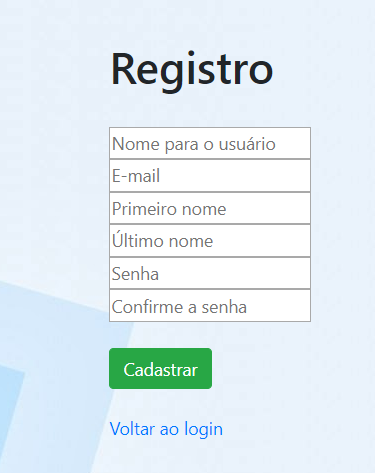 Registro
Nome para o usuário
E-mail
Primeiro nome
Último nome
Senha
Confirme a senha
Cadastrar
Voltar ao login